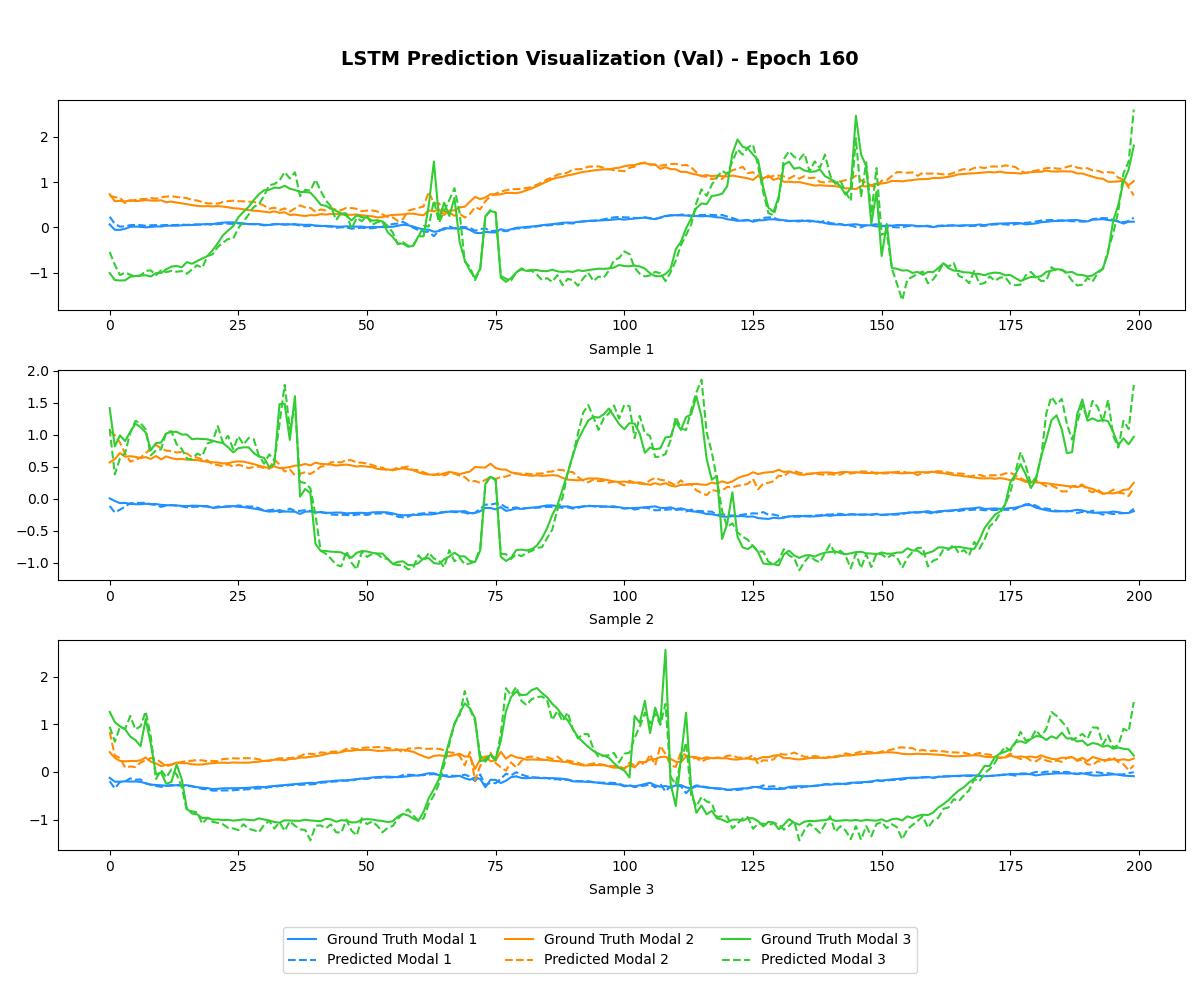 LSTM Prediction Visualization (Val) - Epoch 160
2
1
0
−1
0 25 50 75 100 125 150 175 200
Sample 1
2.0
1.5
1.0
0.5
0.0
−0.5
−1.0
0 25 50 75 100 125 150 175 200
Sample 2
2
1
0
−1
0 25 50 75 100 125 150 175 200
Sample 3
Ground Truth Modal 1 Ground Truth Modal 2 Ground Truth Modal 3
Predicted Modal 1 Predicted Modal 2 Predicted Modal 3